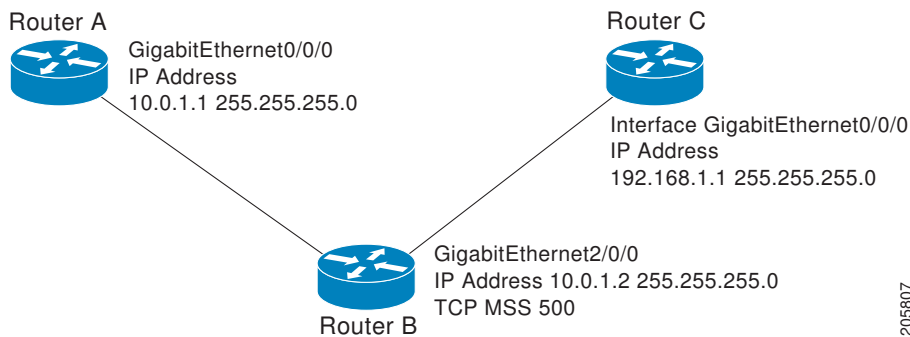 Router A
GigabitEthernet0/0/0
IP Address
10.0.1.1 255.255.255.0
Router C
Interface GigabitEthernet0/0/0
IP Address
192.168.1.1 255.255.255.0
GigabitEthernet2/0/0
IP Address 10.0.1.2 255.255.255.0
TCP MSS 500
Router B
205807